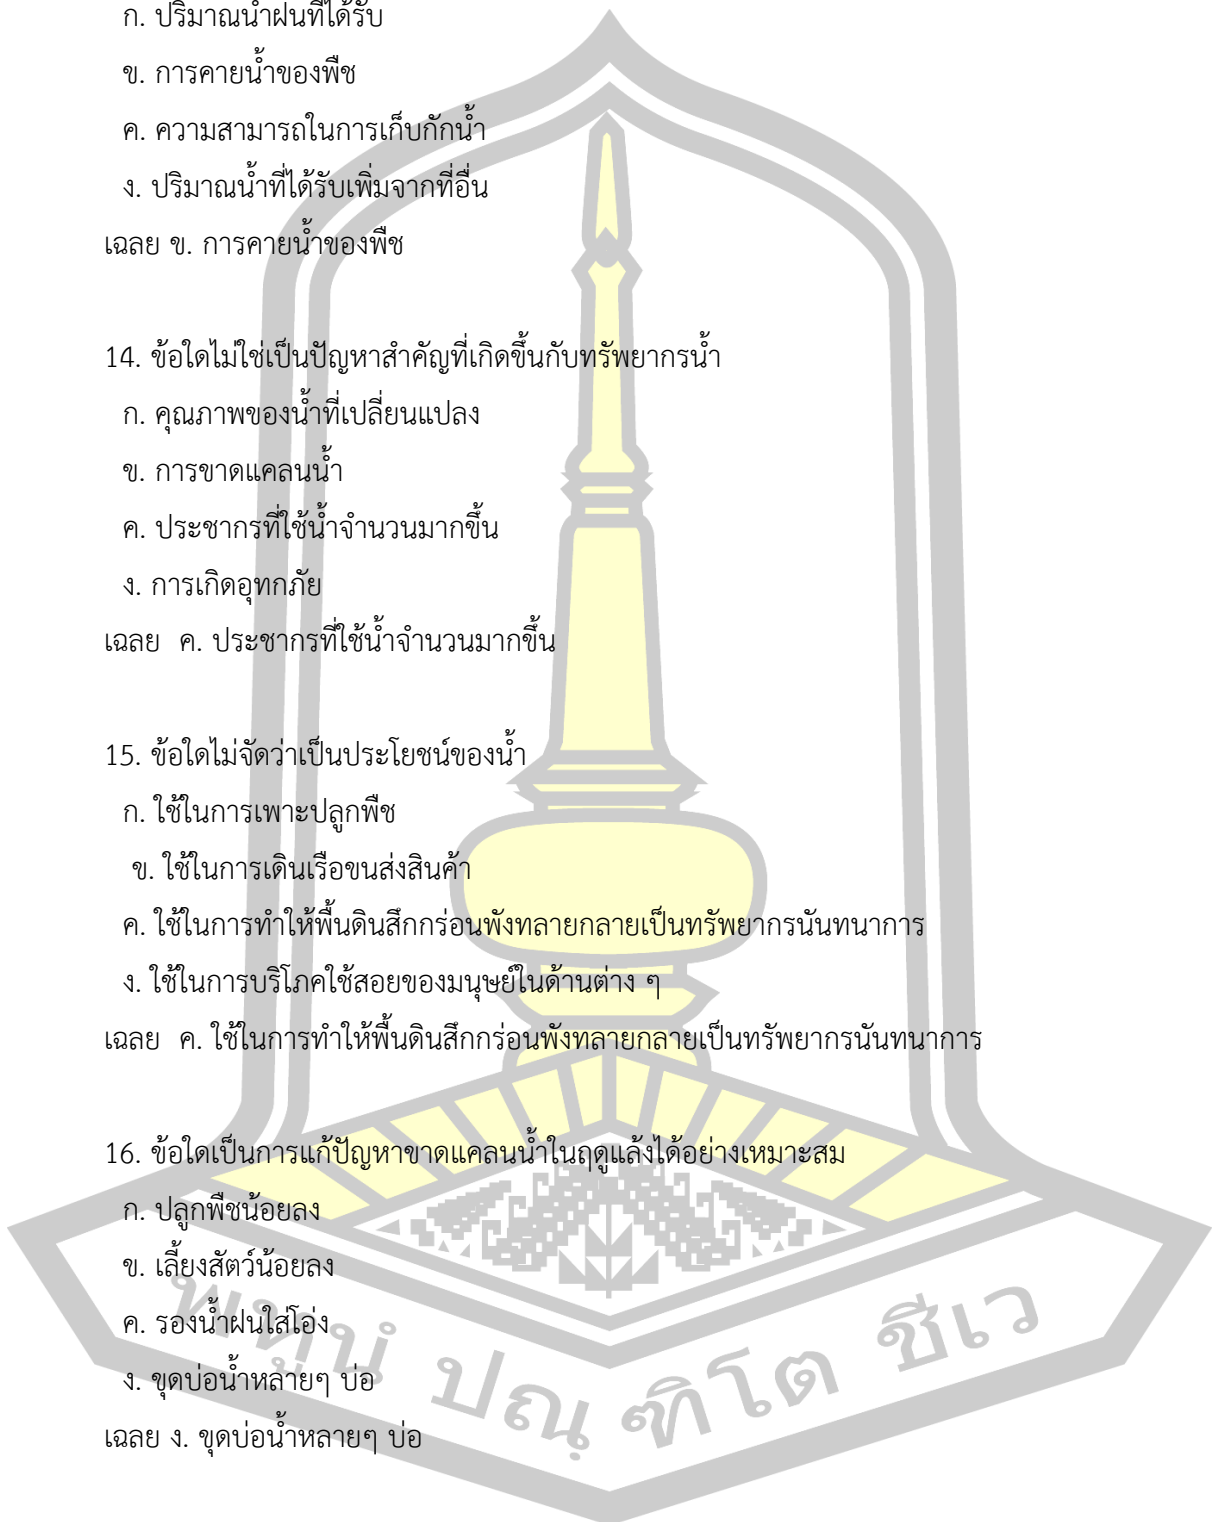 ก. ปริมาณน้ำฝนที่ได้รับ
ข. การคายน้ำของพืช
ค. ความสามารถในการเก็บกักน้ำ
ง. ปริมาณน้ำที่ได้รับเพิ่มจากที่อื่น
เฉลย ข. การคายน้ำของพืช
14. ข้อใดไม่ใช่เป็นปัญหาสำคัญที่เกิดขึ้นกับทรัพยากรน้ำ
ก. คุณภาพของน้ำที่เปลี่ยนแปลง
ข. การขาดแคลนน้ำ
ค. ประชากรที่ใช้น้ำจำนวนมากขึ้น
ง. การเกิดอุทกภัย
เฉลย ค. ประชากรที่ใช้น้ำจำนวนมากขึ้น
15. ข้อใดไม่จัดว่าเป็นประโยชน์ของน้ำ
ก. ใช้ในการเพาะปลูกพืช
ข. ใช้ในการเดินเรือขนส่งสินค้า
ค. ใช้ในการทำให้พื้นดินสึกกร่อนพังทลายกลายเป็นทรัพยากรนันทนาการ
ง. ใช้ในการบริโภคใช้สอยของมนุษย์ในด้านต่าง ๆ
เฉลย ค. ใช้ในการทำให้พื้นดินสึกกร่อนพังทลายกลายเป็นทรัพยากรนันทนาการ
16. ข้อใดเป็นการแก้ปัญหาขาดแคลนน้ำในฤดูแล้งได้อย่างเหมาะสม
ก. ปลูกพืชน้อยลง
ข. เลี้ยงสัตว์น้อยลง
ค. รองน้ำฝนใส่โอ่ง
ง. ขุดบ่อน้ำหลายๆ บ่อ
เฉลย ง. ขุดบ่อน้ำหลายๆ บ่อ
พหูนํ ปณฺฑิโต ชีเว